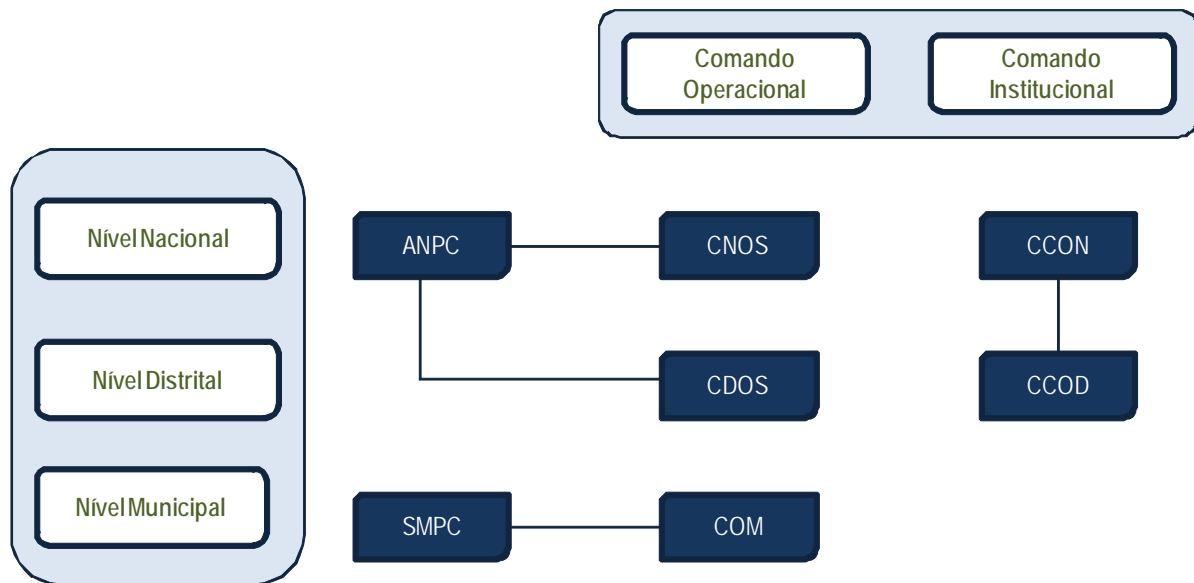 Comando
Operacional
Comando
Institucional
Nível Nacional
ANPC
CNOS
CCON
Nível Distrital
CDOS
CCOD
Nível Municipal
SMPC
COM